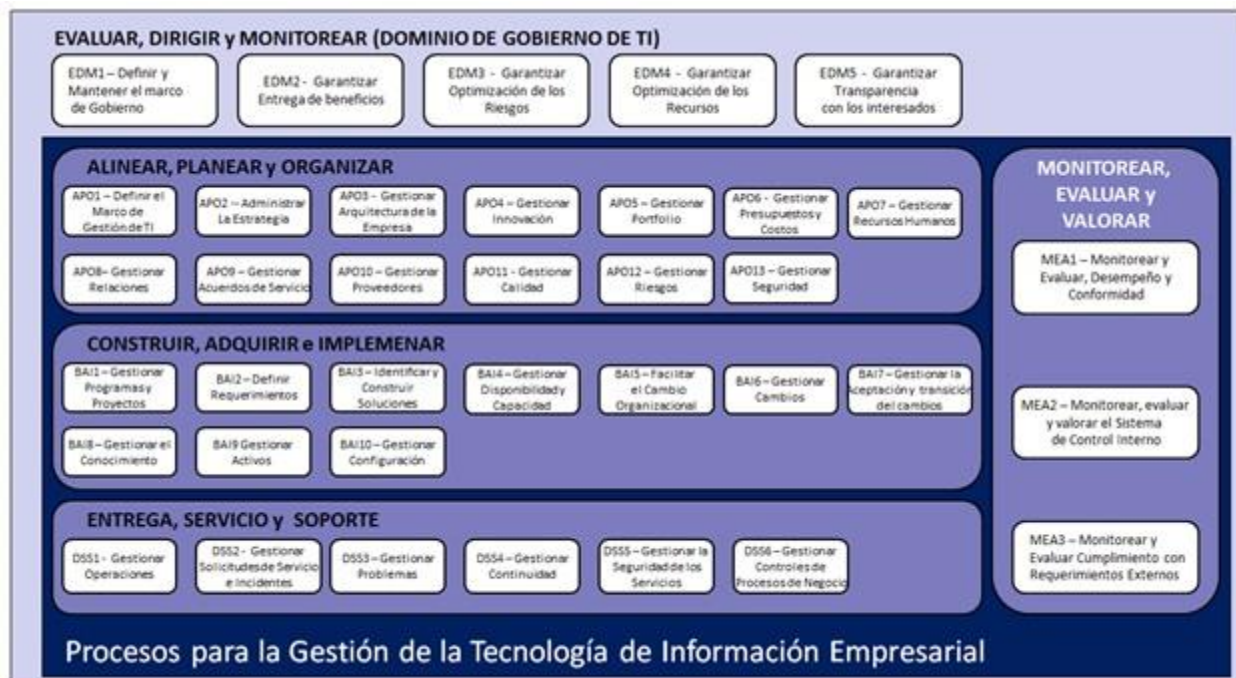 EVALUAR, DIRIGIR y MONITOREAR (DOMINIO DE GOBIERNO DE TI)
EDM1 – Definir y
Mantener el marco
de Gobierno
EDM2 - Garantizar
Entrega de beneficios
EDM3 - Garantizar
Optimización de los
Riesgos
EDM4 - Garantizar
Optimización de los
Recursos
EDM5 - Garantizar
Transparencia
con los interesados
ALINEAR, PLANEAR y ORGANIZAR
APO1 – Definir el
Marco de
Gestión de TI
APO2 – Administrar
La Estrategia
APO3 - Gestionar
Arquitectura de la
Empresa
APO4 – Gestionar
Innovación
APO5 – Gestionar
Portfolio
APO6 - Gestionar
Presupuestos y
Costos
APO7 – Gestionar
Recursos Humanos
APO8 – Gestionar
Relaciones
APO9 – Gestionar
Acuerdos de Servicio
APO10 – Gestionar
Proveedores
APO11 - Gestionar
Calidad
APO12 – Gestionar
Riesgos
APO13 – Gestionar
Seguridad
CONSTRUIR, ADQUIRIR e IMPLEMENAR
BAI1 – Gestionar
Programas y
Proyectos
BAI2 – Definir
Requerimientos
BAI3 – Identificar y
Construir
Soluciones
BAI4 – Gestionar
Disponibilidad y
Capacidad
BAI5 – Facilitar
el Cambio
Organizacional
BAI6 – Gestionar
Cambios
BAI7 – Gestionar la
Aceptación y transición
del cambios
BAI8 – Gestionar el
Conocimiento
BAI9 Gestionar
Activos
BAI10 – Gestionar
Configuración
ENTREGA, SERVICIO y SOPORTE
DSS1 - Gestionar
Operaciones
DSS2 - Gestionar
Solicitudes de Servicio
e Incidentes
DSS3 – Gestionar
Problemas
DSS4 – Gestionar
Continuidad
DSS5 – Gestionar la
Seguridad de los
Servicios
DSS6 – Gestionar
Controles de
Procesos de Negocio
MONITOREAR,
EVALUAR y
VALORAR
MEA1 – Monitorear y
Evaluar, Desempeño y
Conformidad
MEA2 – Monitorear, evaluar
y valorar el Sistema
de Control Interno
MEA3 – Monitorear y
Evaluar Cumplimiento con
Requerimientos Externos
Procesos para la Gestión de la Tecnología de Información Empresarial